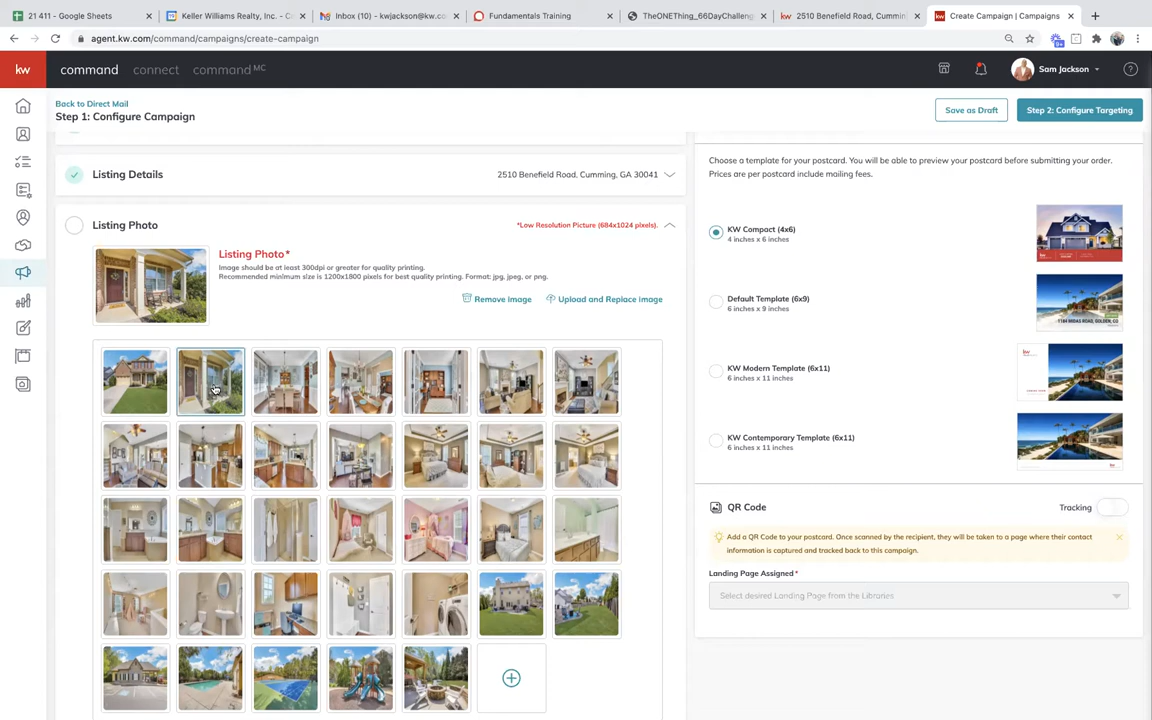 21 411 - Google Sheets
Keller Williams Realty, Inc. - C
Inbox (10) - kwjackson@kw.co
Fundamentals Training
TheONEThing_66DayChalleng
kw 2510 Benefield Road, Cummin
kw Create Campaign | Campaigns
agent.kw.com/command/campaigns/create-campaign
kw command connect command MC Sam Jackson
Back to Direct Mail
Step 1: Configure Campaign
Save as Draft
Step 2: Configure Targeting
Listing Details
2510 Benefield Road, Cumming, GA 30041
Listing Photo
*Low Resolution Picture (684x1024 pixels).
Listing Photo*
Image should be at least 300dpi or greater for quality printing.
Recommended minimum size is 1200x1800 pixels for best quality printing. Format: jpg, jpeg, or png.
Remove image
Upload and Replace image
Choose a template for your postcard. You will be able to preview your postcard before submitting your order.
Prices are per postcard include mailing fees.
KW Compact (4x6)
4 inches x 6 inches
Default Template (6x9)
6 inches x 9 inches
1184 MIDAS ROAD, GOLDEN, CO
KW Modern Template (6x11)
6 inches x 11 inches
kw
KW Contemporary Template (6x11)
6 inches x 11 inches
QR Code
Tracking
Add a QR Code to your postcard. Once scanned by the recipient, they will be taken to a page where their contact
information is captured and tracked back to this campaign.
Landing Page Assigned*
Select desired Landing Page from the Libraries